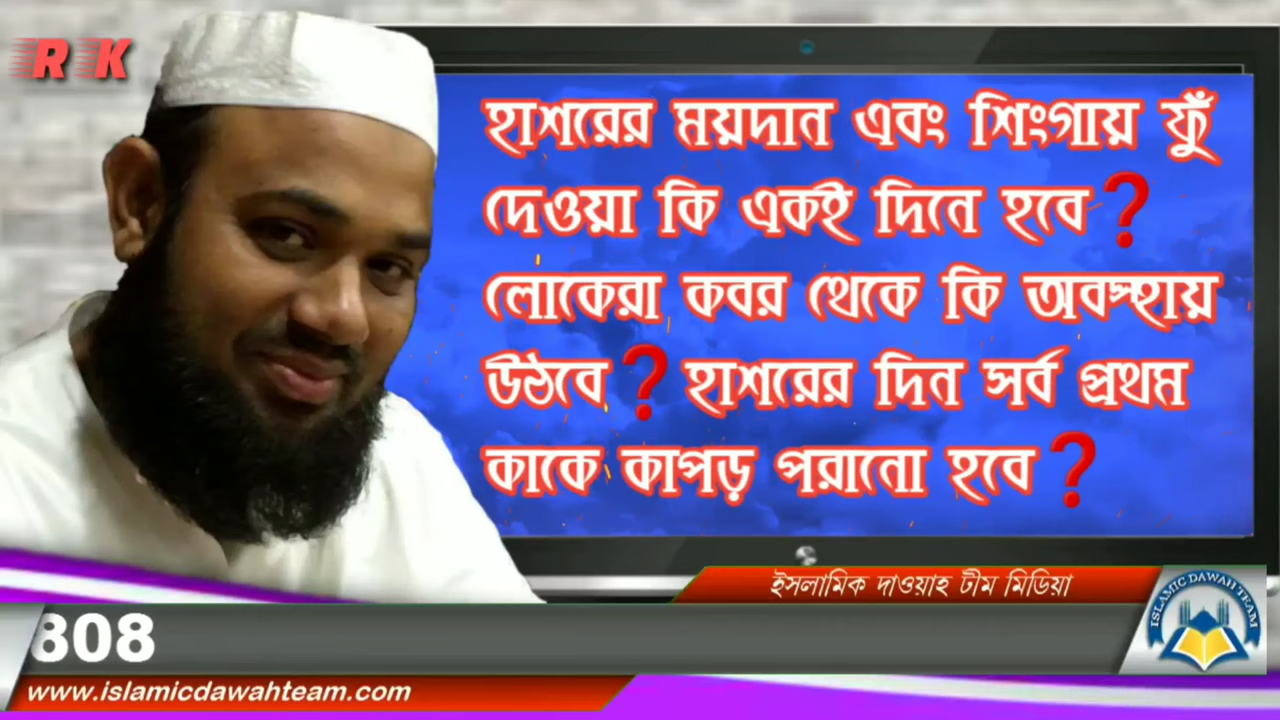 R K
হাশরের ময়দান এবং শিংগায় ফুঁ
দেওয়া কি একই দিনে হবে❓
লোকেরা কবর থেকে কি অবস্হায়
উঠবে❓হাশরের দিন সর্ব প্রথম
কাকে কাপড় পরানো হবে❓
ইসলামিক দাওয়াহ টীম মিডিয়া
ISLAMIC DAWAH TEAM
808
www.islamicdawahteam.com